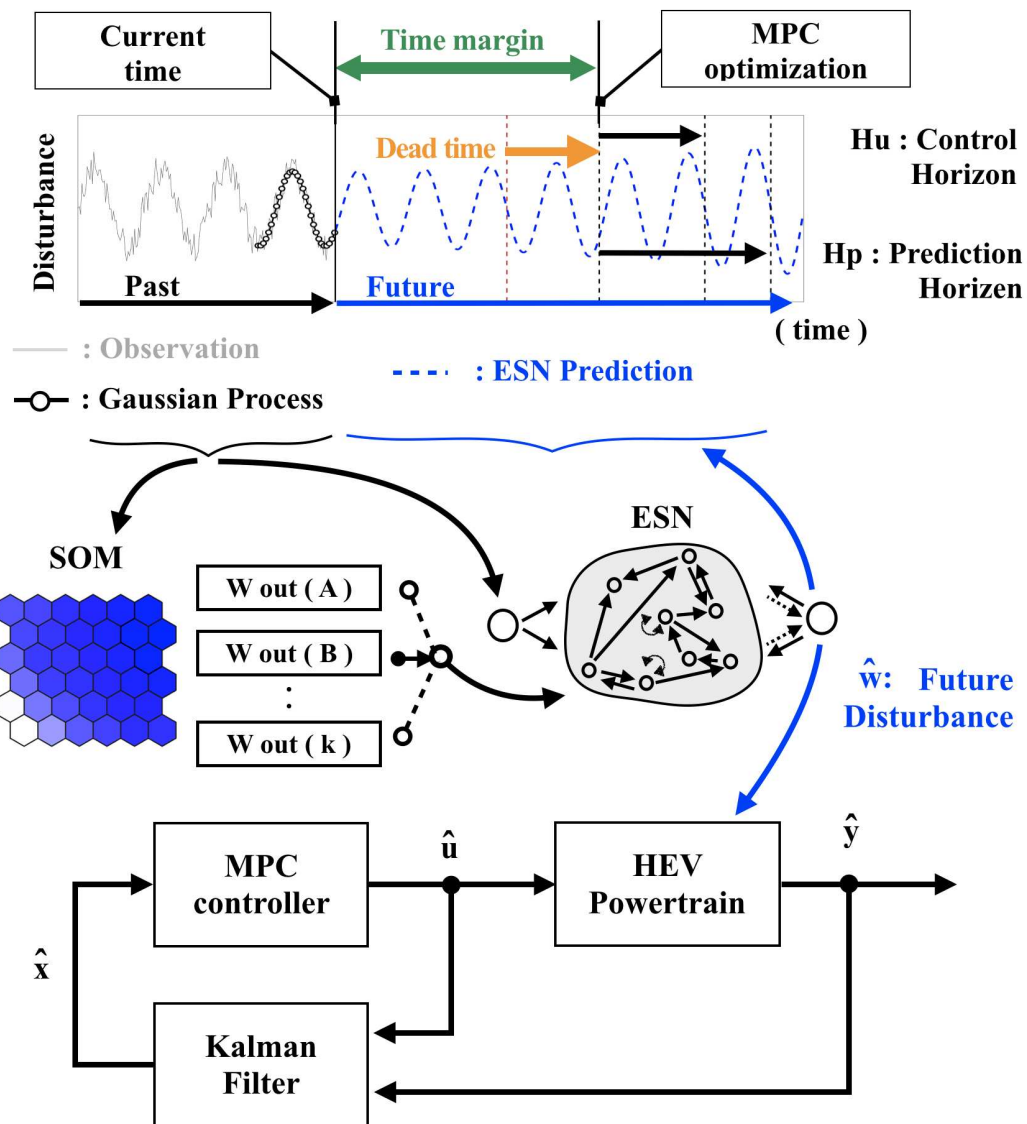 Current
time
Time margin
MPC
optimization
Disturbance
Dead time
Hu : Control
Horizon
Hp : Prediction
Horizen
Past
Future
( time )
: Observation
: ESN Prediction
: Gaussian Process
SOM
ESN
W out ( A )
W out ( B )
:
W out ( k )
ŵ: Future
Disturbance
MPC
controller
û
HEV
Powertrain
ŷ
x̂
Kalman
Filter